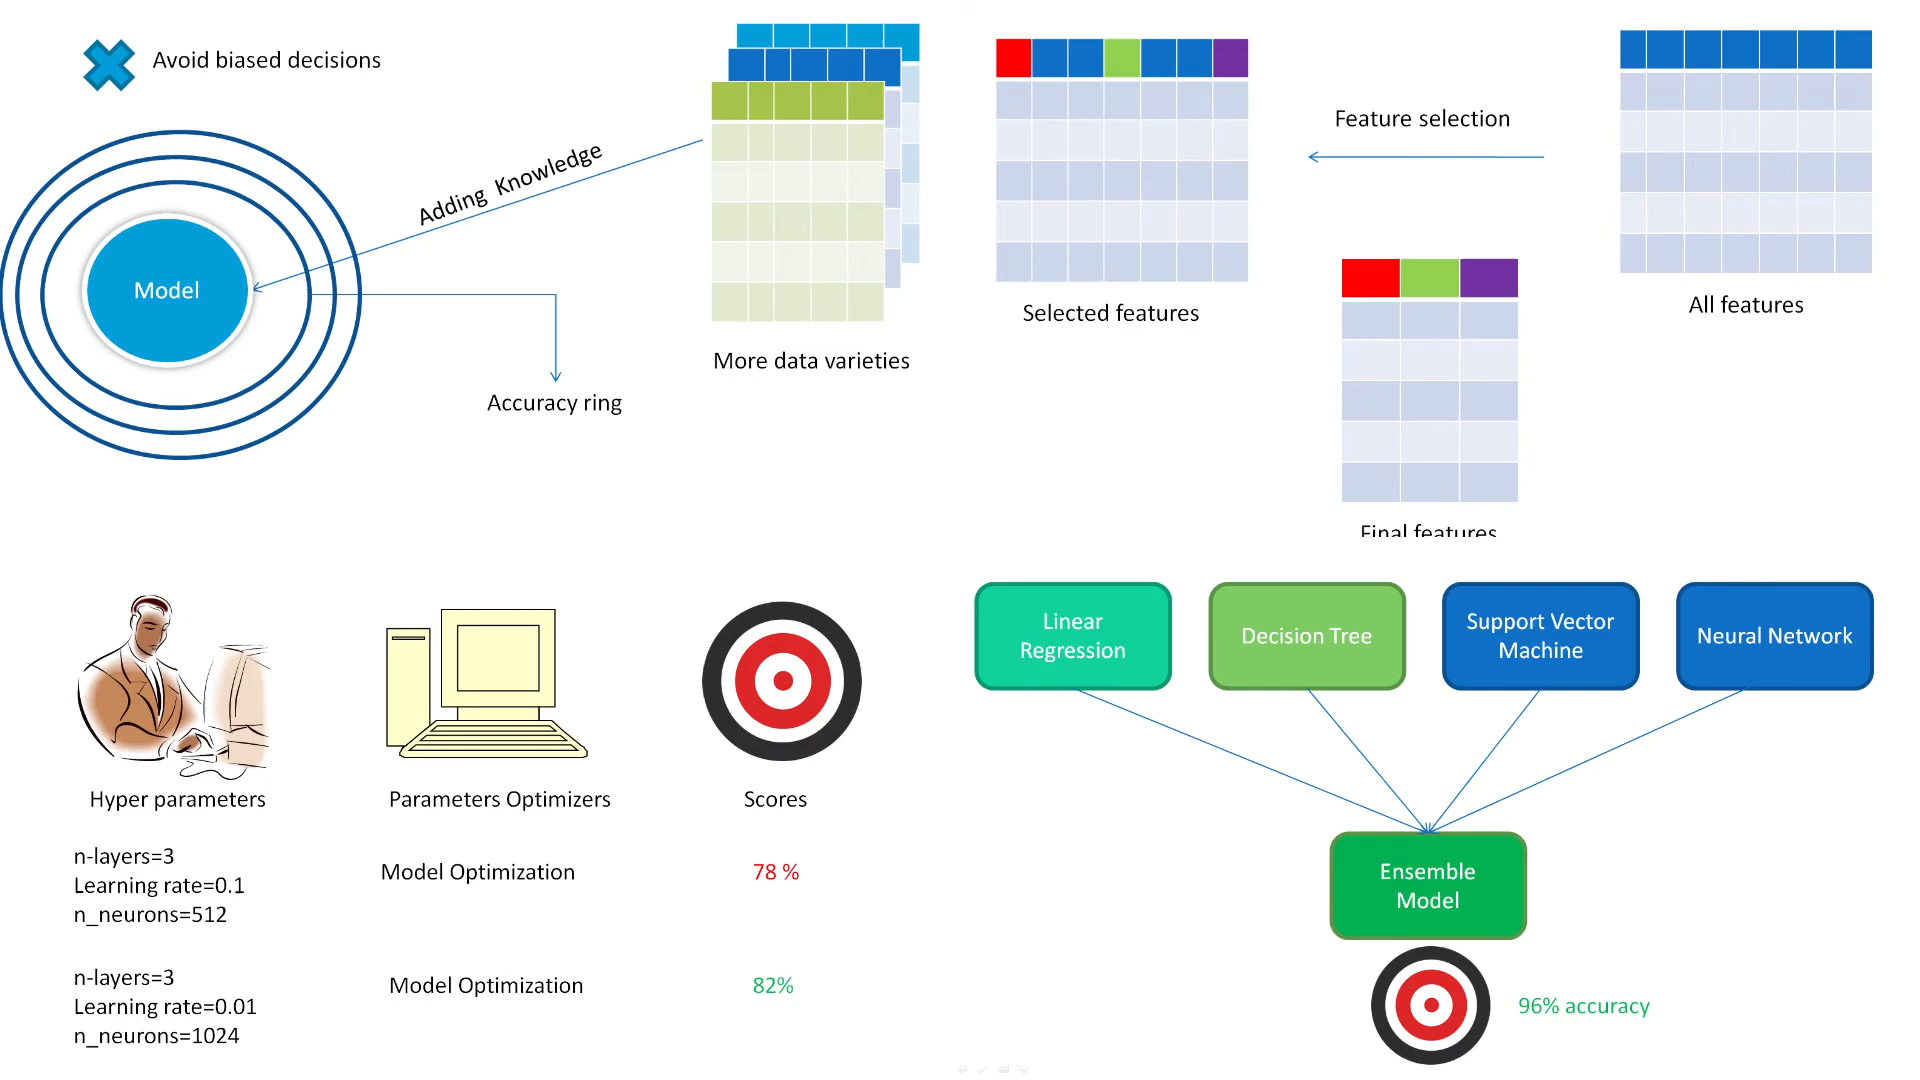 Avoid biased decisions
Model
Adding Knowledge
Accuracy ring
More data varieties
Feature selection
Selected features
All features
Final features
Hyper parameters
Parameters Optimizers
Scores
n-layers=3
Learning rate=0.1
n_neurons=512
Model Optimization
78 %
n-layers=3
Learning rate=0.01
n_neurons=1024
Model Optimization
82%
Linear
Regression
Decision Tree
Support Vector
Machine
Neural Network
Ensemble
Model
96% accuracy